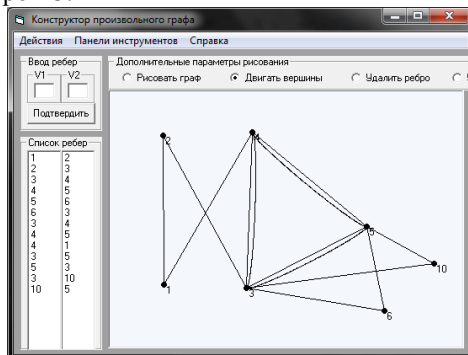 Конструктор произвольного графа
Действия Панели инструментов Справка
Ввод ребер
V1 V2
Подтвердить
Дополнительные параметры рисования
Рисовать граф Двигать вершины Удалить ребро
Список ребер
1 2
2 3
3 4
4 5
5 6
6 3
3 4
4 5
4 1
3 5
5 3
3 10
10 5
2
4
5
10
1
3
6